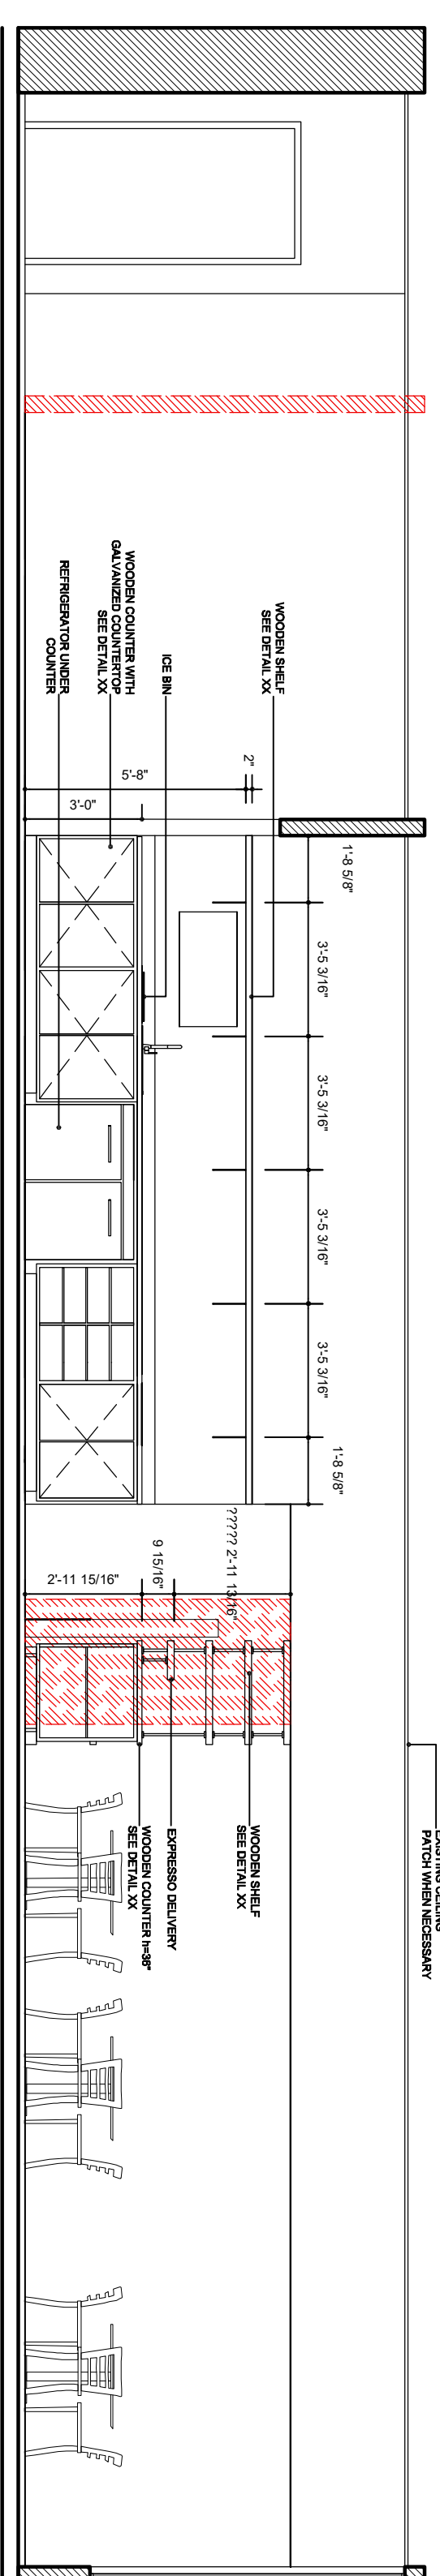 EXISTING CEILING
PATCH WHEN NECESSARY
WOODEN SHELF
SEE DETAIL XX
ICE BIN
WOODEN COUNTER WITH
GALVANIZED COUNTERTOP
SEE DETAIL XX
REFRIGERATOR UNDER
COUNTER
2"
5'-8"
3'-0"
1'-8 5/8"
3'-5 3/16"
3'-5 3/16"
3'-5 3/16"
3'-5 3/16"
1'-8 5/8"
????? 2'-11 13/16"
9 15/16"
2'-11 15/16"
WOODEN SHELF
SEE DETAIL XX
EXPRESSO DELIVERY
WOODEN COUNTER h=36"
SEE DETAIL XX